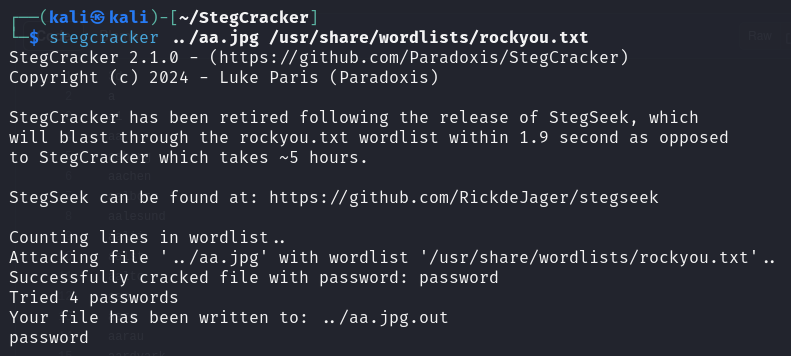 ┌──(kali㉿kali)-[~/StegCracker]
└─$ stegcracker ../aa.jpg /usr/share/wordlists/rockyou.txt
StegCracker 2.1.0 - (https://github.com/Paradoxis/StegCracker)
Copyright (c) 2024 - Luke Paris (Paradoxis)

StegCracker has been retired following the release of StegSeek, which
will blast through the rockyou.txt wordlist within 1.9 second as opposed
to StegCracker which takes ~5 hours.

StegSeek can be found at: https://github.com/RickdeJager/stegseek

Counting lines in wordlist..
Attacking file '../aa.jpg' with wordlist '/usr/share/wordlists/rockyou.txt'..
Successfully cracked file with password: password
Tried 4 passwords
Your file has been written to: ../aa.jpg.out
password